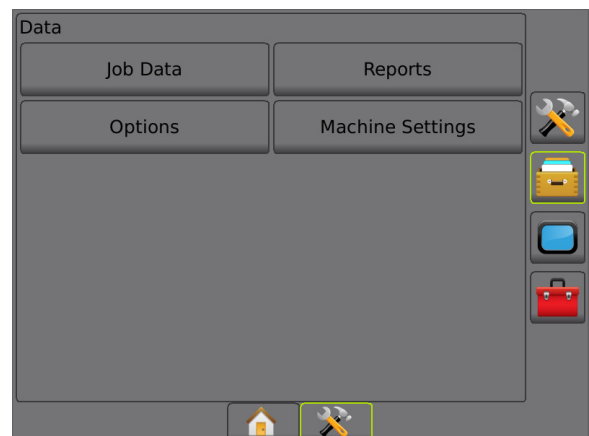 Data
Job Data
Reports
Options
Machine Settings